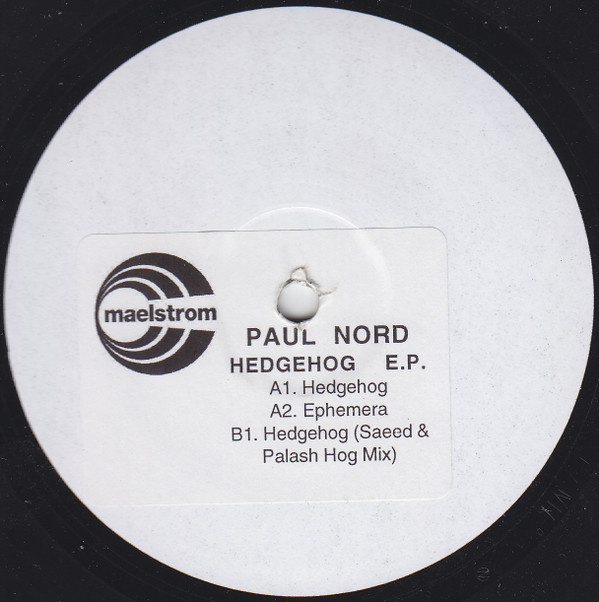 maelstrom
PAUL NORD
HEDGEHOG E.P.
A1. Hedgehog
A2. Ephemera
B1. Hedgehog (Saeed &
Palash Hog Mix)